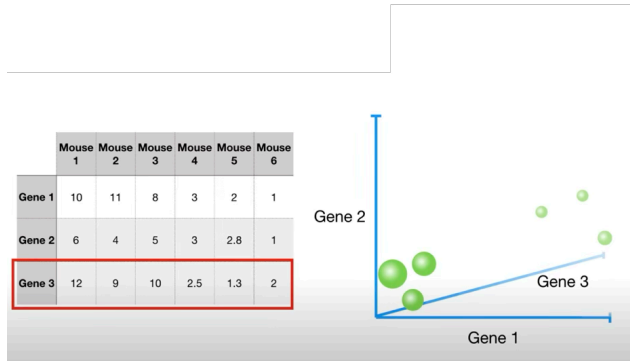 Mouse 1 Mouse 2 Mouse 3 Mouse 4 Mouse 5 Mouse 6
Gene 1 10 11 8 3 2 1
Gene 2 6 4 5 3 2.8 1
Gene 3 12 9 10 2.5 1.3 2
Gene 2
Gene 3
Gene 1